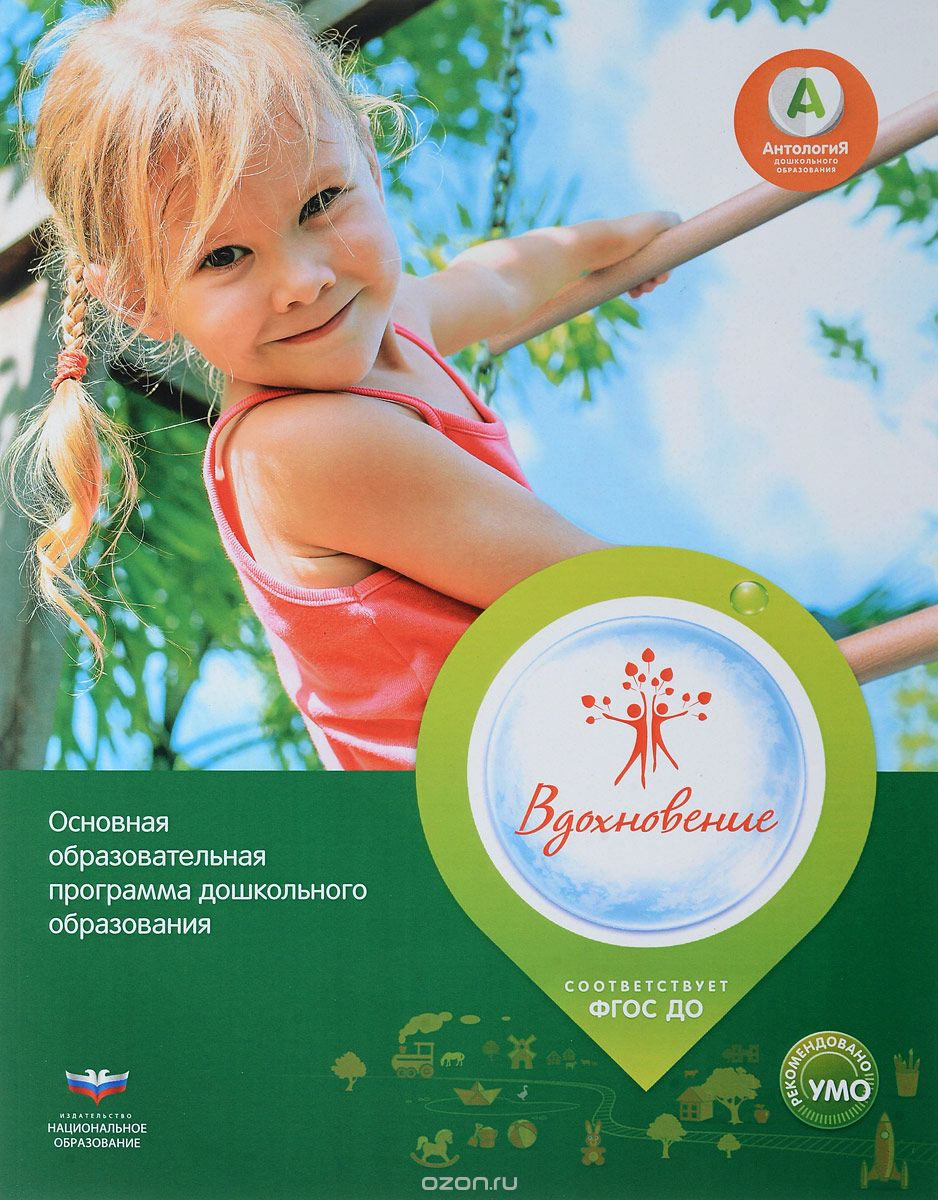 А
АнтологиЯ
ДОШКОЛЬНОГО
ОБРАЗОВАНИЯ
Вдохновение
Основная
образовательная
программа дошкольного
образования
СООТВЕТСТВУЕТ
ФГОС ДО
РЕКОМЕНДОВАНО
УМО
ИЗДАТЕЛЬСТВО
НАЦИОНАЛЬНОЕ
ОБРАЗОВАНИЕ
ozon.ru